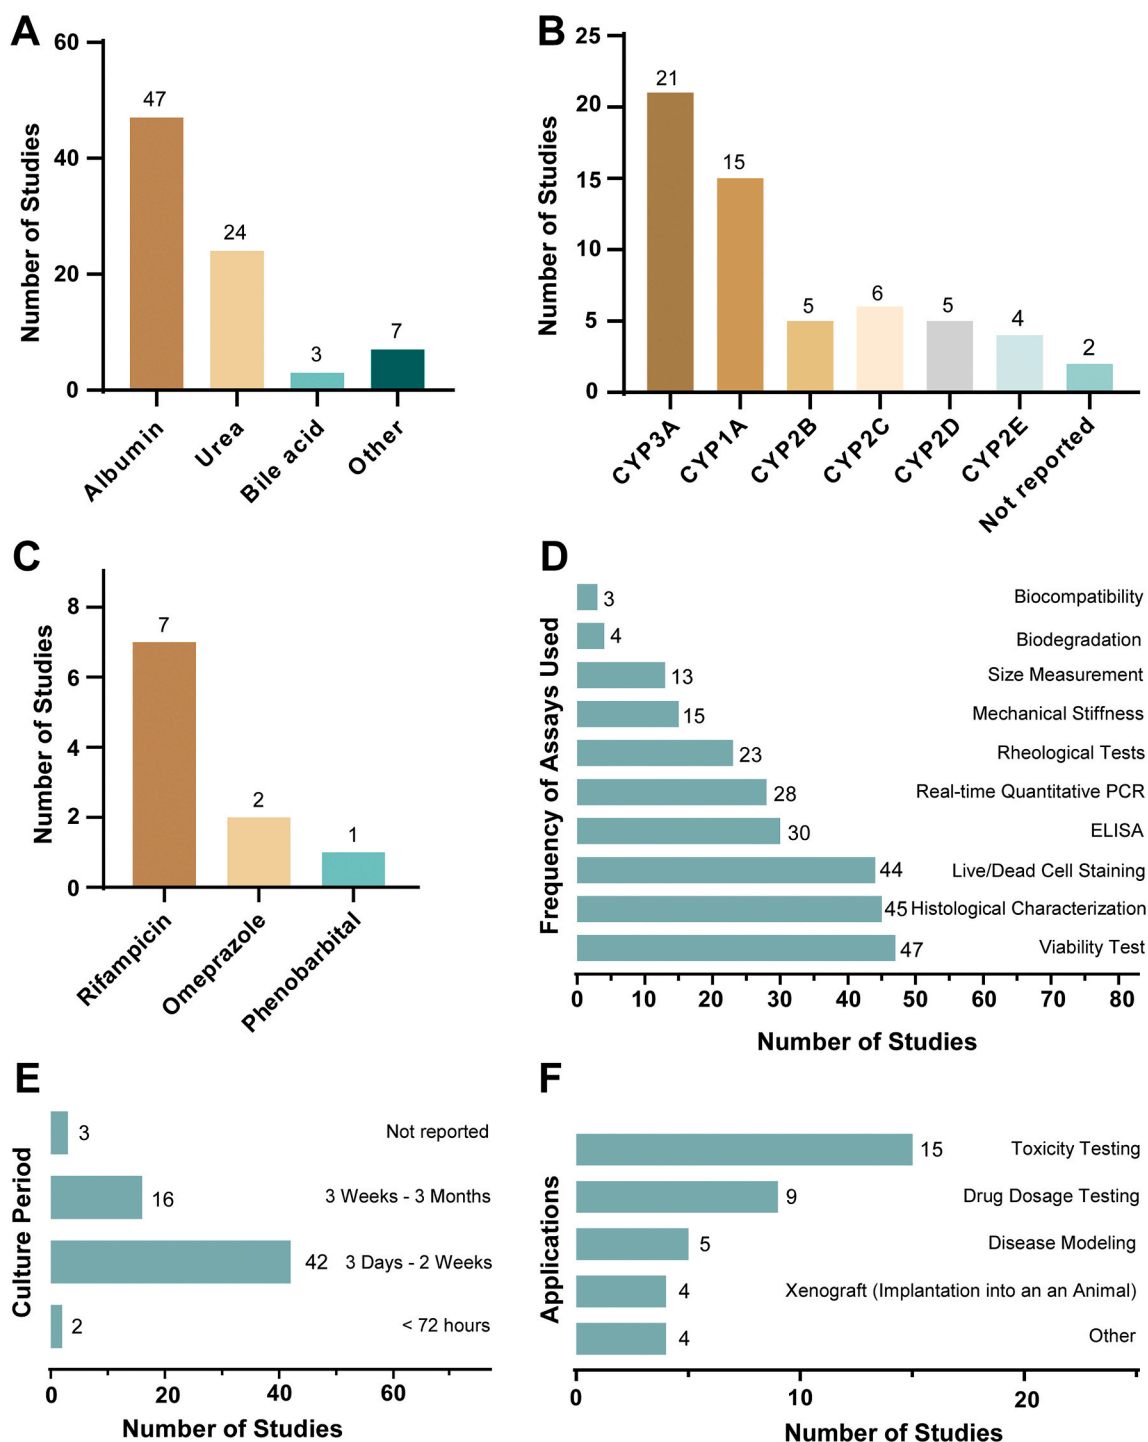 A
Number of Studies
60
40
20
0
47
24
3
7
Albumin
Urea
Bile acid
Other
B
Number of Studies
25
20
15
10
5
0
21
15
5
6
5
4
2
CYP3A
CYP1A
CYP2B
CYP2C
CYP2D
CYP2E
Not reported
C
Number of Studies
8
6
4
2
0
7
2
1
Rifampicin
Omeprazole
Phenobarbital
D
Frequency of Assays Used
3 Biocompatibility
4 Biodegradation
13 Size Measurement
15 Mechanical Stiffness
23 Rheological Tests
28 Real-time Quantitative PCR
30 ELISA
44 Live/Dead Cell Staining
45 Histological Characterization
47 Viability Test
0 10 20 30 40 50 60 70 80
Number of Studies
E
Culture Period
3 Not reported
16 3 Weeks - 3 Months
42 3 Days - 2 Weeks
2 < 72 hours
0 20 40 60
Number of Studies
F
Applications
15 Toxicity Testing
9 Drug Dosage Testing
5 Disease Modeling
4 Xenograft (Implantation into an an Animal)
4 Other
0 10 20
Number of Studies